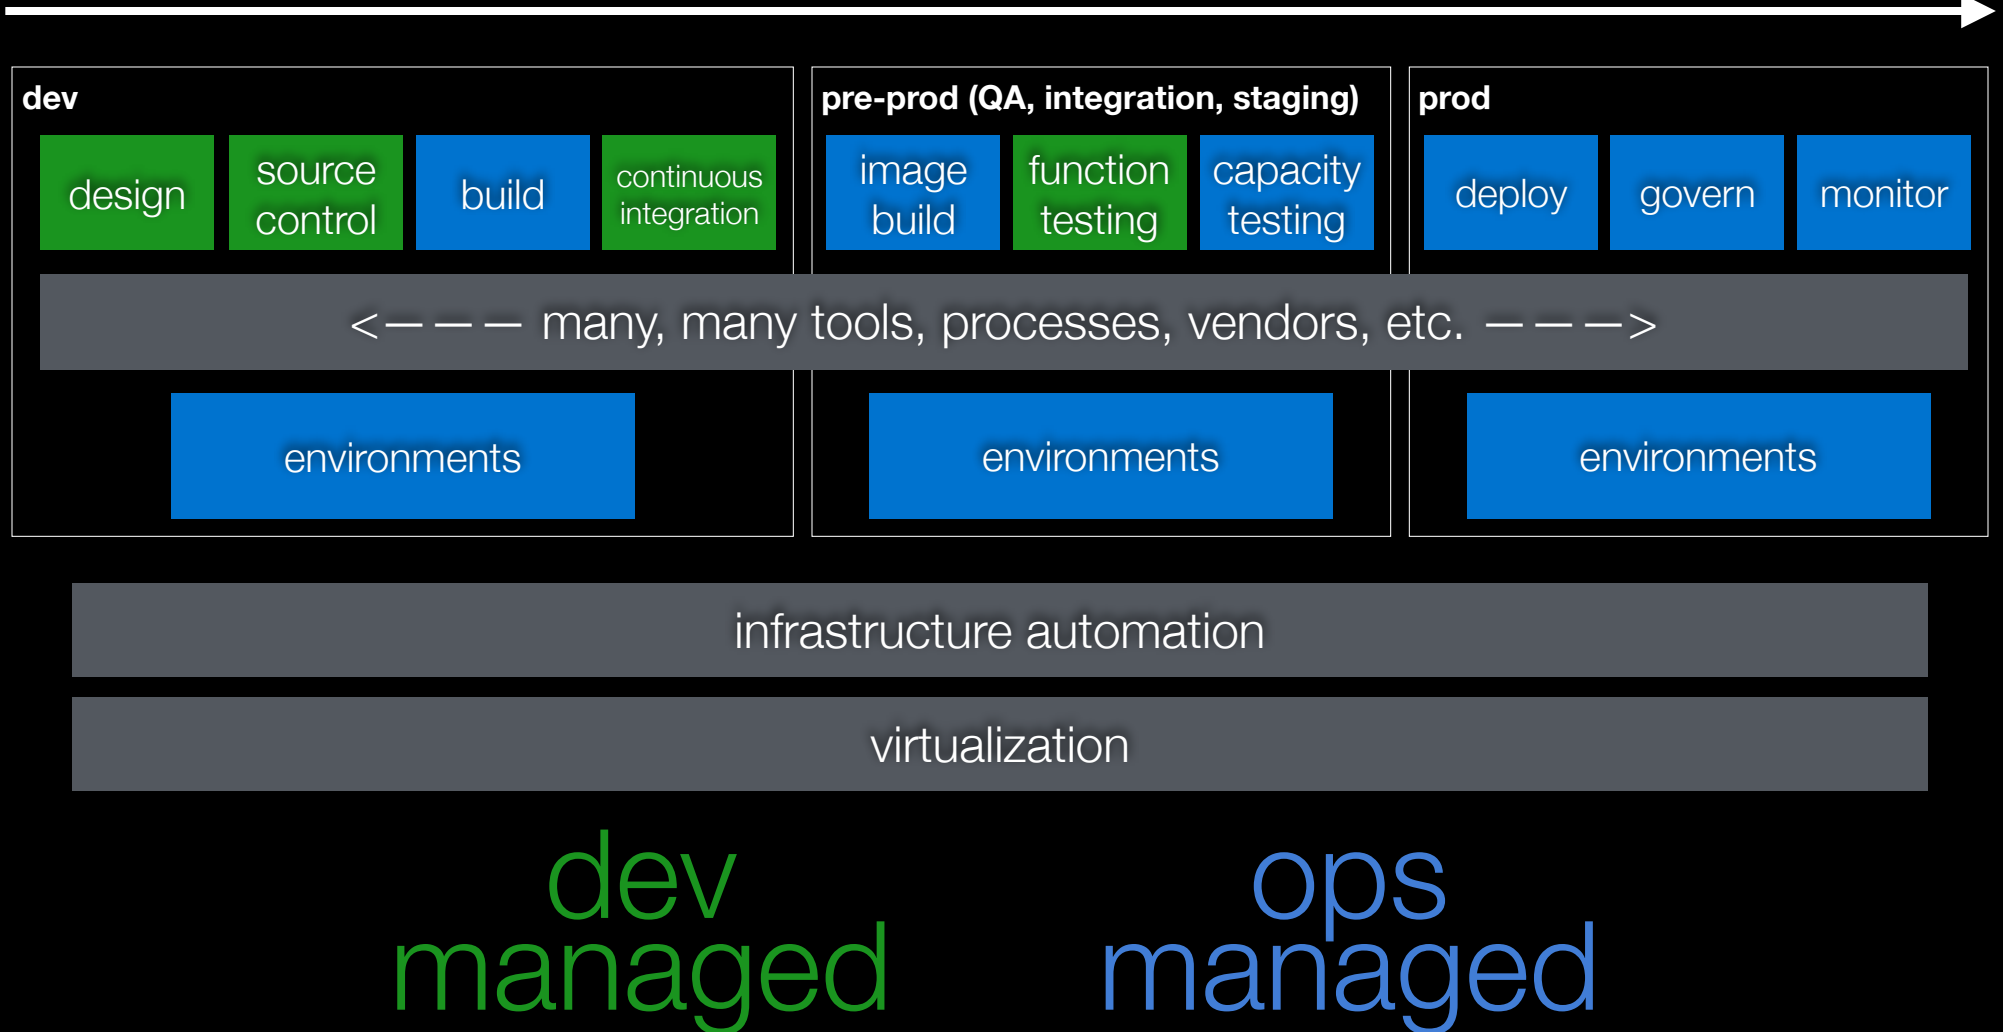 dev
design
source
control
build
continuous
integration
pre-prod (QA, integration, staging)
image
build
function
testing
capacity
testing
prod
deploy
govern
monitor
<——— many, many tools, processes, vendors, etc. ———>
environments
environments
environments
infrastructure automation
virtualization
dev
managed
ops
managed